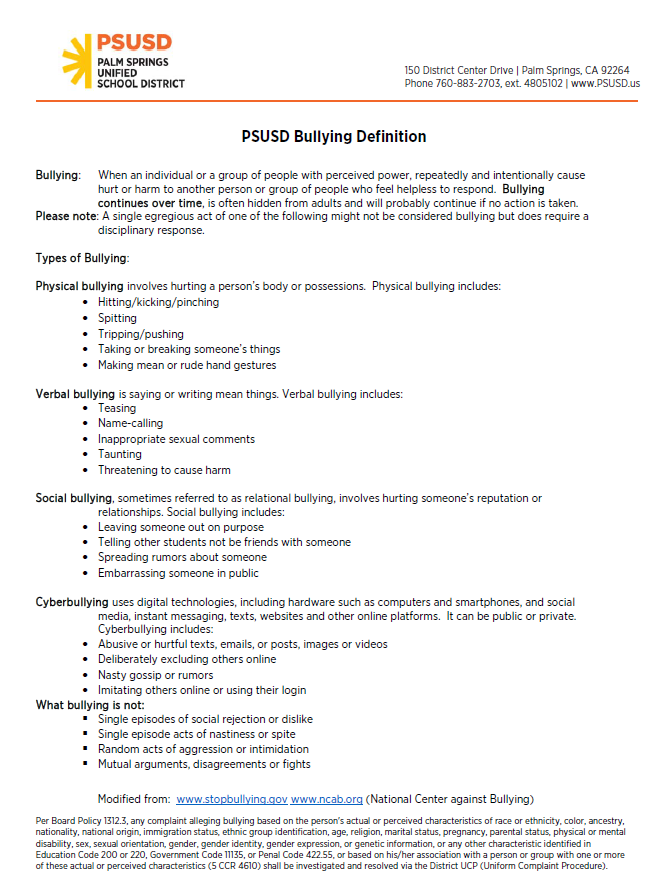 PSUSD
PALM SPRINGS
UNIFIED
SCHOOL DISTRICT
150 District Center Drive | Palm Springs, CA 92264
Phone 760-883-2703, ext. 4805102 | www.PSUSD.us
PSUSD Bullying Definition
Bullying: When an individual or a group of people with perceived power, repeatedly and intentionally cause
hurt or harm to another person or group of people who feel helpless to respond. Bullying
continues over time, is often hidden from adults and will probably continue if no action is taken.
Please note: A single egregious act of one of the following might not be considered bullying but does require a
disciplinary response.
Types of Bullying:
Physical bullying involves hurting a person's body or possessions. Physical bullying includes:
• Hitting/kicking/pinching
• Spitting
• Tripping/pushing
• Taking or breaking someone's things
• Making mean or rude hand gestures
Verbal bullying is saying or writing mean things. Verbal bullying includes:
• Teasing
• Name-calling
• Inappropriate sexual comments
• Taunting
• Threatening to cause harm
Social bullying, sometimes referred to as relational bullying, involves hurting someone's reputation or
relationships. Social bullying includes:
• Leaving someone out on purpose
• Telling other students not be friends with someone
• Spreading rumors about someone
• Embarrassing someone in public
Cyberbullying uses digital technologies, including hardware such as computers and smartphones, and social
media, instant messaging, texts, websites and other online platforms. It can be public or private.
Cyberbullying includes:
• Abusive or hurtful texts, emails, or posts, images or videos
• Deliberately excluding others online
• Nasty gossip or rumors
• Imitating others online or using their login
What bullying is not:
▪ Single episodes of social rejection or dislike
▪ Single episode acts of nastiness or spite
▪ Random acts of aggression or intimidation
▪ Mutual arguments, disagreements or fights
Modified from: www.stopbullying.gov www.ncab.org (National Center against Bullying)
Per Board Policy 1312.3, any complaint alleging bullying based on the person's actual or perceived characteristics of race or ethnicity, color, ancestry,
nationality, national origin, immigration status, ethnic group identification, age, religion, marital status, pregnancy, parental status, physical or mental
disability, sex, sexual orientation, gender, gender identity, gender expression, or genetic information, or any other characteristic identified in
Education Code 200 or 220, Government Code 11135, or Penal Code 422.55, or based on his/her association with a person or group with one or more
of these actual or perceived characteristics (5 CCR 4610) shall be investigated and resolved via the District UCP (Uniform Complaint Procedure).